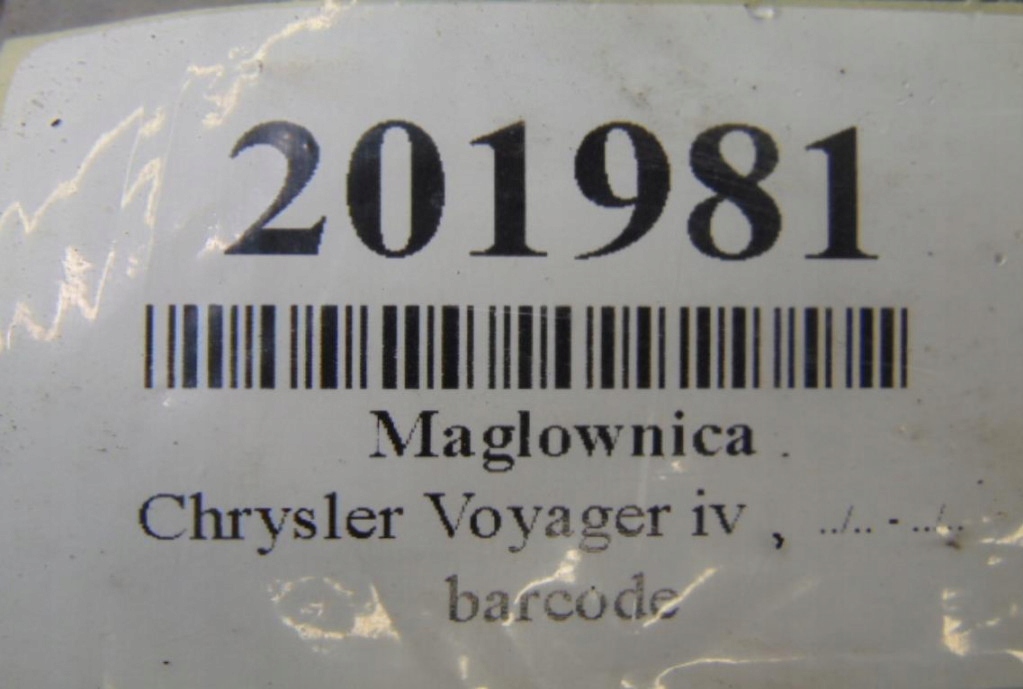 201981
Maglownica
Chrysler Voyager iv , ../.. - ../..
barcode